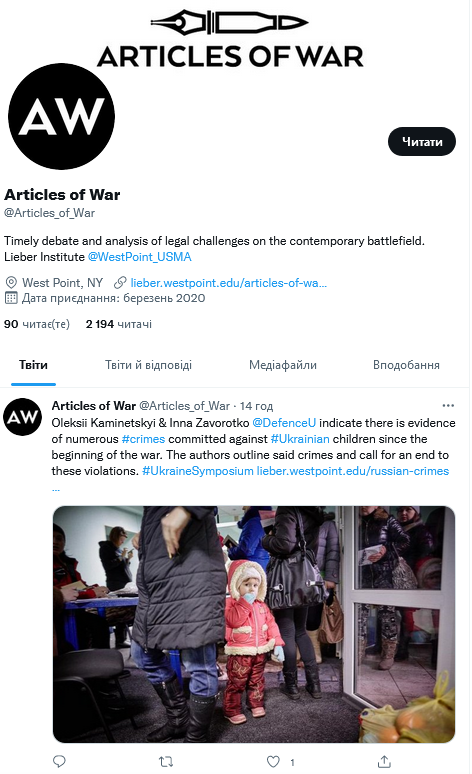 ARTICLES OF WAR
AW
Читати
Articles of War
@Articles_of_War
Timely debate and analysis of legal challenges on the contemporary battlefield.
Lieber Institute @WestPoint_USMA
West Point, NY lieber.westpoint.edu/articles-of-wa...
Дата приєднання: березень 2020
90 читає(те) 2 194 читачі
Твіти Твіти й відповіді Медіафайли Вподобання
AW
Articles of War @Articles_of_War · 14 год
Oleksii Kaminetskyi & Inna Zavorotko @DefenceU indicate there is evidence
of numerous #crimes committed against #Ukrainian children since the
beginning of the war. The authors outline said crimes and call for an end to
these violations. #UkraineSymposium lieber.westpoint.edu/russian-crimes
...
1